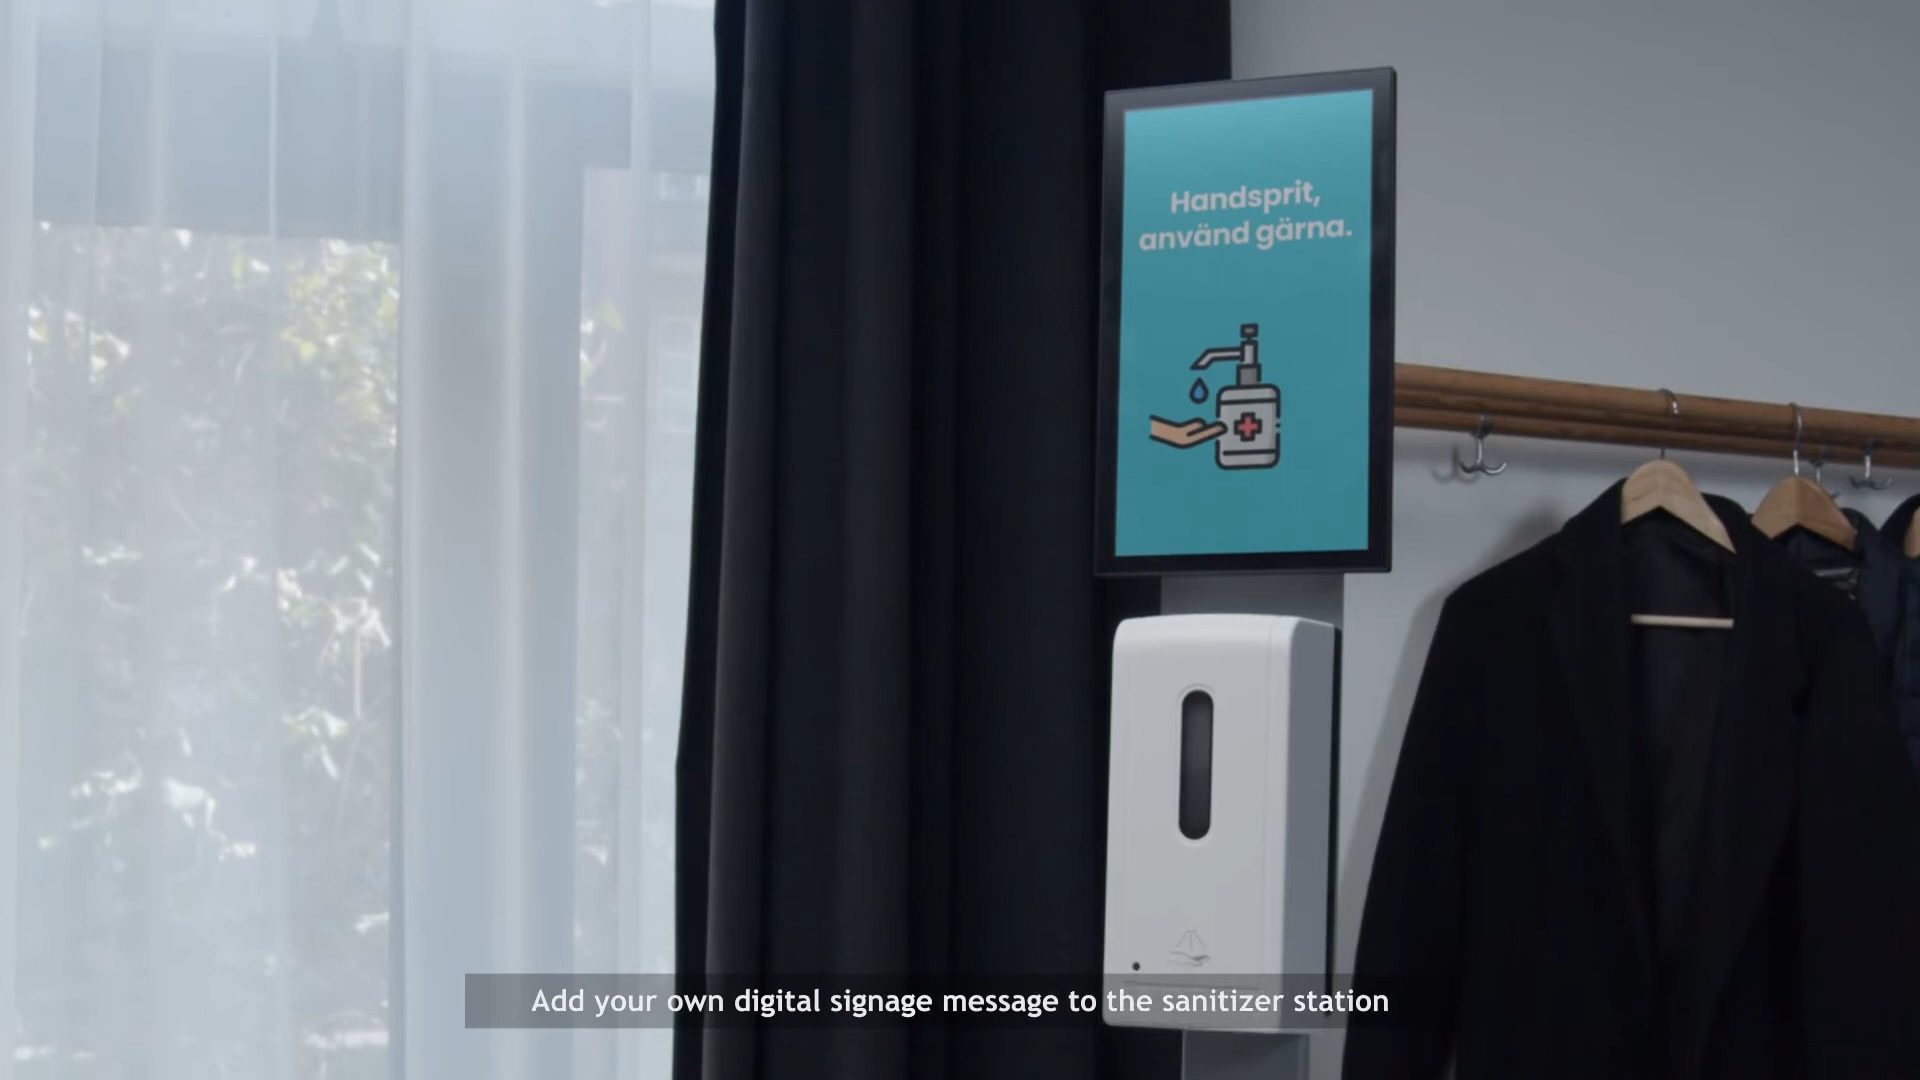 Handsprit,
använd gärna.
Add your own digital signage message to the sanitizer station